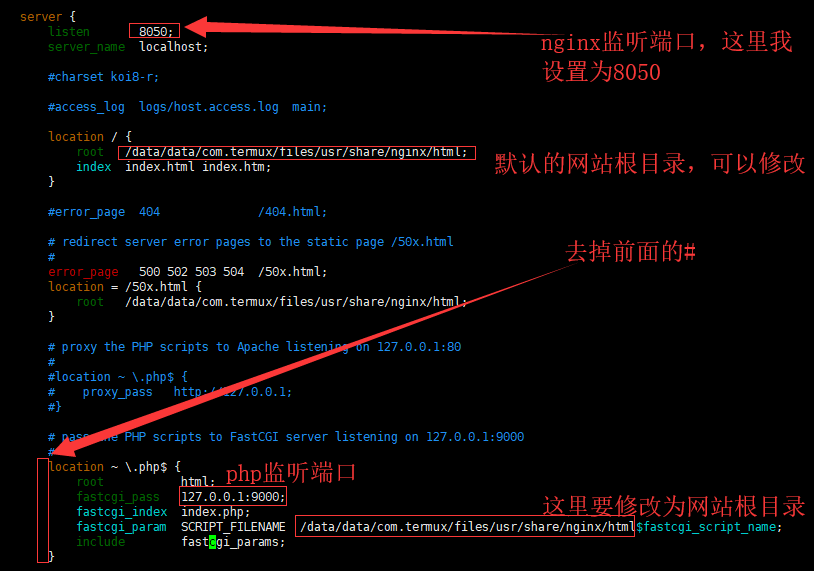 server {
listen 8050;
server_name localhost;
nginx监听端口，这里我
设置为8050
#charset koi8-r;
#access_log logs/host.access.log main;
location / {
root /data/data/com.termux/files/usr/share/nginx/html;
默认的网站根目录，可以修改
index index.html index.htm;
}
#error_page 404 /404.html;
# redirect server error pages to the static page /50x.html
#
去掉前面的#
error_page 500 502 503 504 /50x.html;
location = /50x.html {
root /data/data/com.termux/files/usr/share/nginx/html;
}
# proxy the PHP scripts to Apache listening on 127.0.0.1:80
#
#location ~ \.php$ {
# proxy_pass http://127.0.0.1;
#}
# pass the PHP scripts to FastCGI server listening on 127.0.0.1:9000
#
location ~ \.php$ {
php监听端口
root html;
fastcgi_pass 127.0.0.1:9000;
fastcgi_index index.php;
这里要修改为网站根目录
fastcgi_param SCRIPT_FILENAME /data/data/com.termux/files/usr/share/nginx/html$fastcgi_script_name;
include fastcgi_params;
}